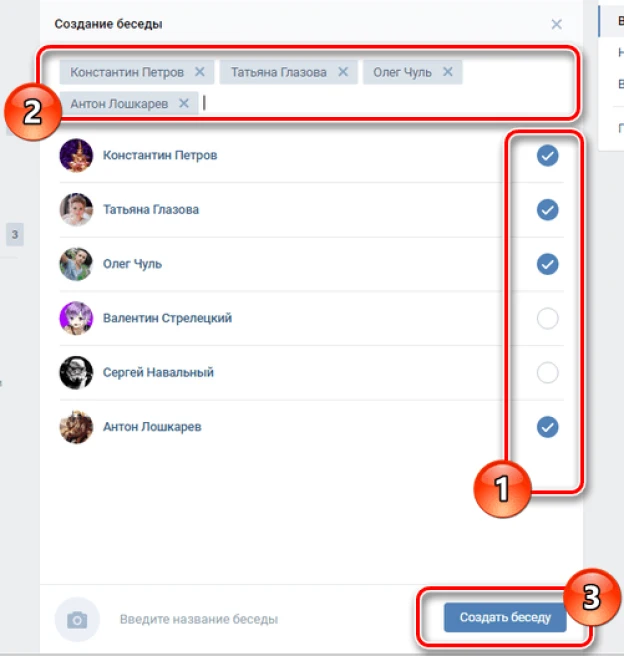 Создание беседы
Константин Петров Татьяна Глазова Олег Чуль
Антон Лошкарев
2
Константин Петров
Татьяна Глазова
3
Олег Чуль
Валентин Стрелецкий
Сергей Навальный
Антон Лошкарев
1
Введите название беседы
Создать беседу
3